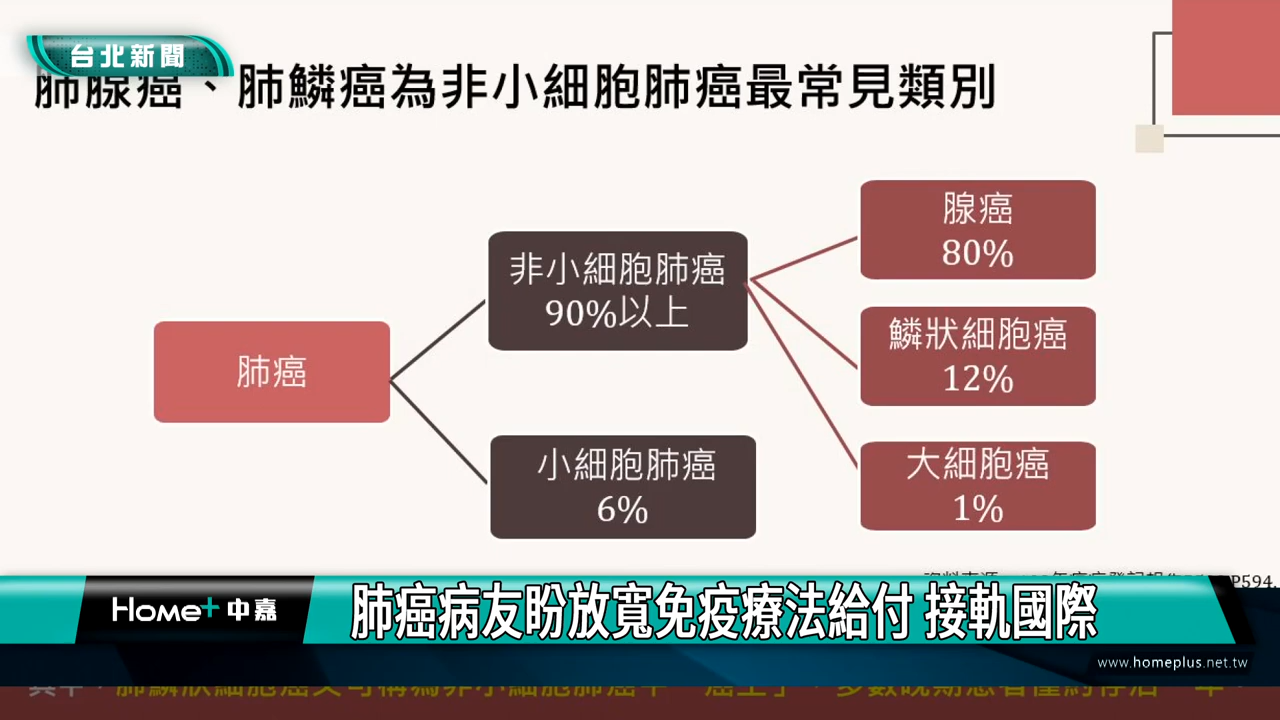 台北新聞
肺腺癌、肺鱗癌為非小細胞肺癌最常見類別
腺癌
80%
非小細胞肺癌
90%以上
鱗狀細胞癌
12%
肺癌
小細胞肺癌
6%
大細胞癌
1%
P594.
Home+中嘉
肺癌病友盼放寬免疫療法給付 接軌國際
www.homeplus.net.tw